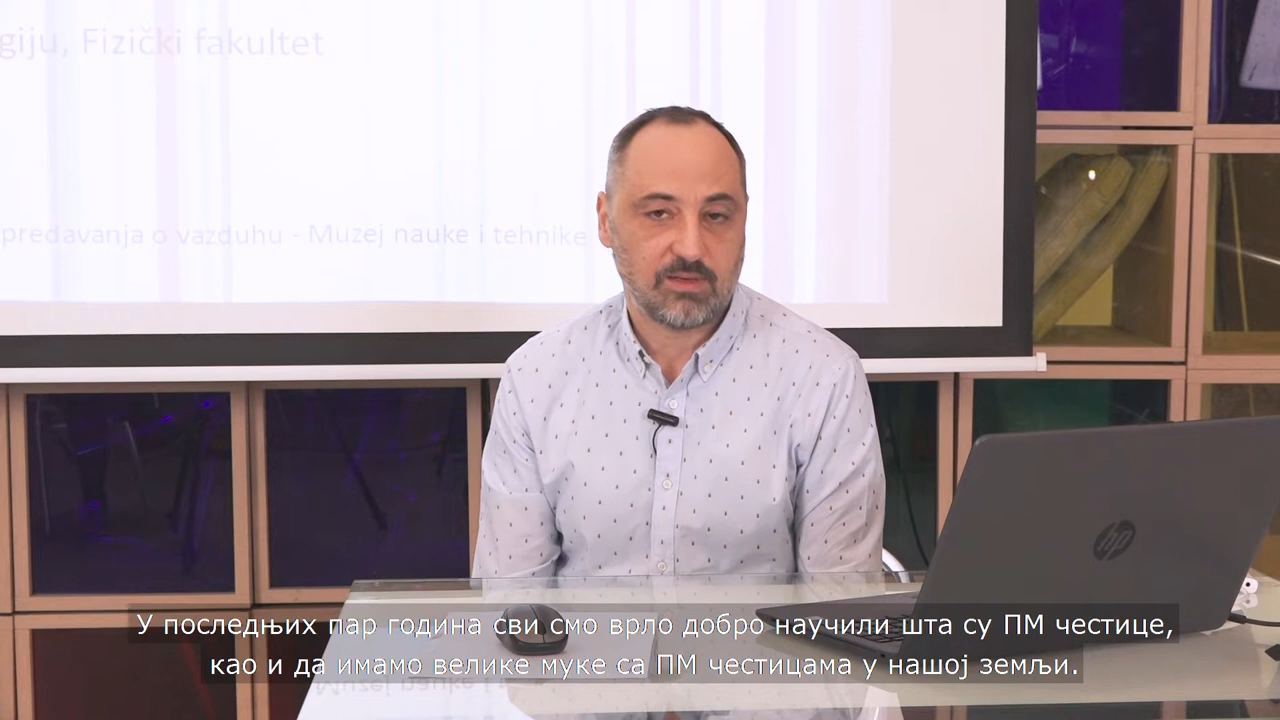 giju, Fizički fakultet
predavanja o vazduhu - Muzej nauke i tehnike
hp
У последњих пар година сви смо врло добро научили шта су ПМ честице,
као и да имамо велике муке са ПМ честицама у нашој земљи.